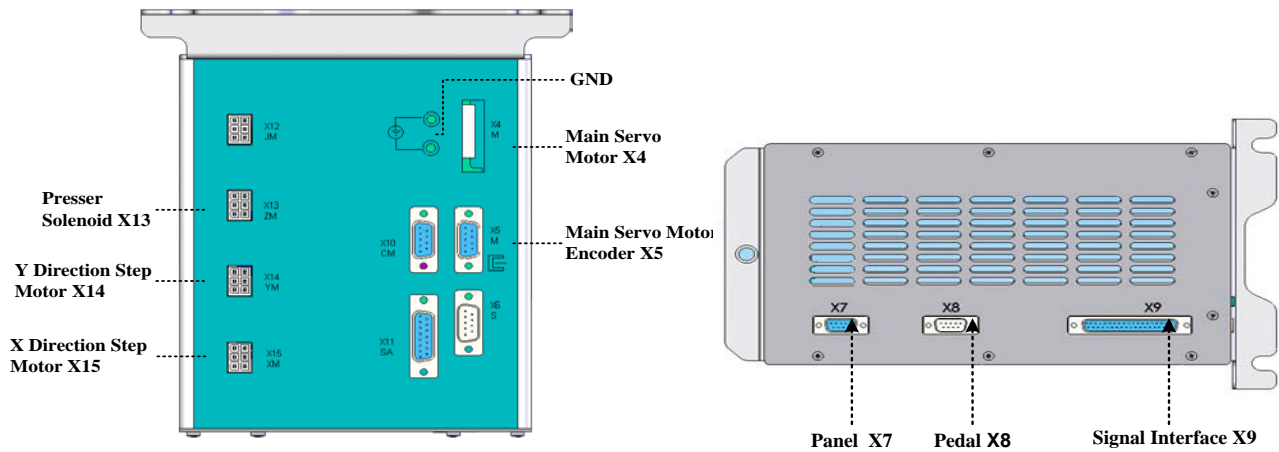 GND
X4
M
Main Servo
Motor X4
X12
JM
Presser
Solenoid X13
X13
ZM
X10
CM
X5
M
Main Servo Motor
Encoder X5
Y Direction Step
Motor X14
X14
YM
X6
S
X11
SA
X Direction Step
Motor X15
X15
XM
X7
X8
X9
Panel X7
Pedal X8
Signal Interface X9